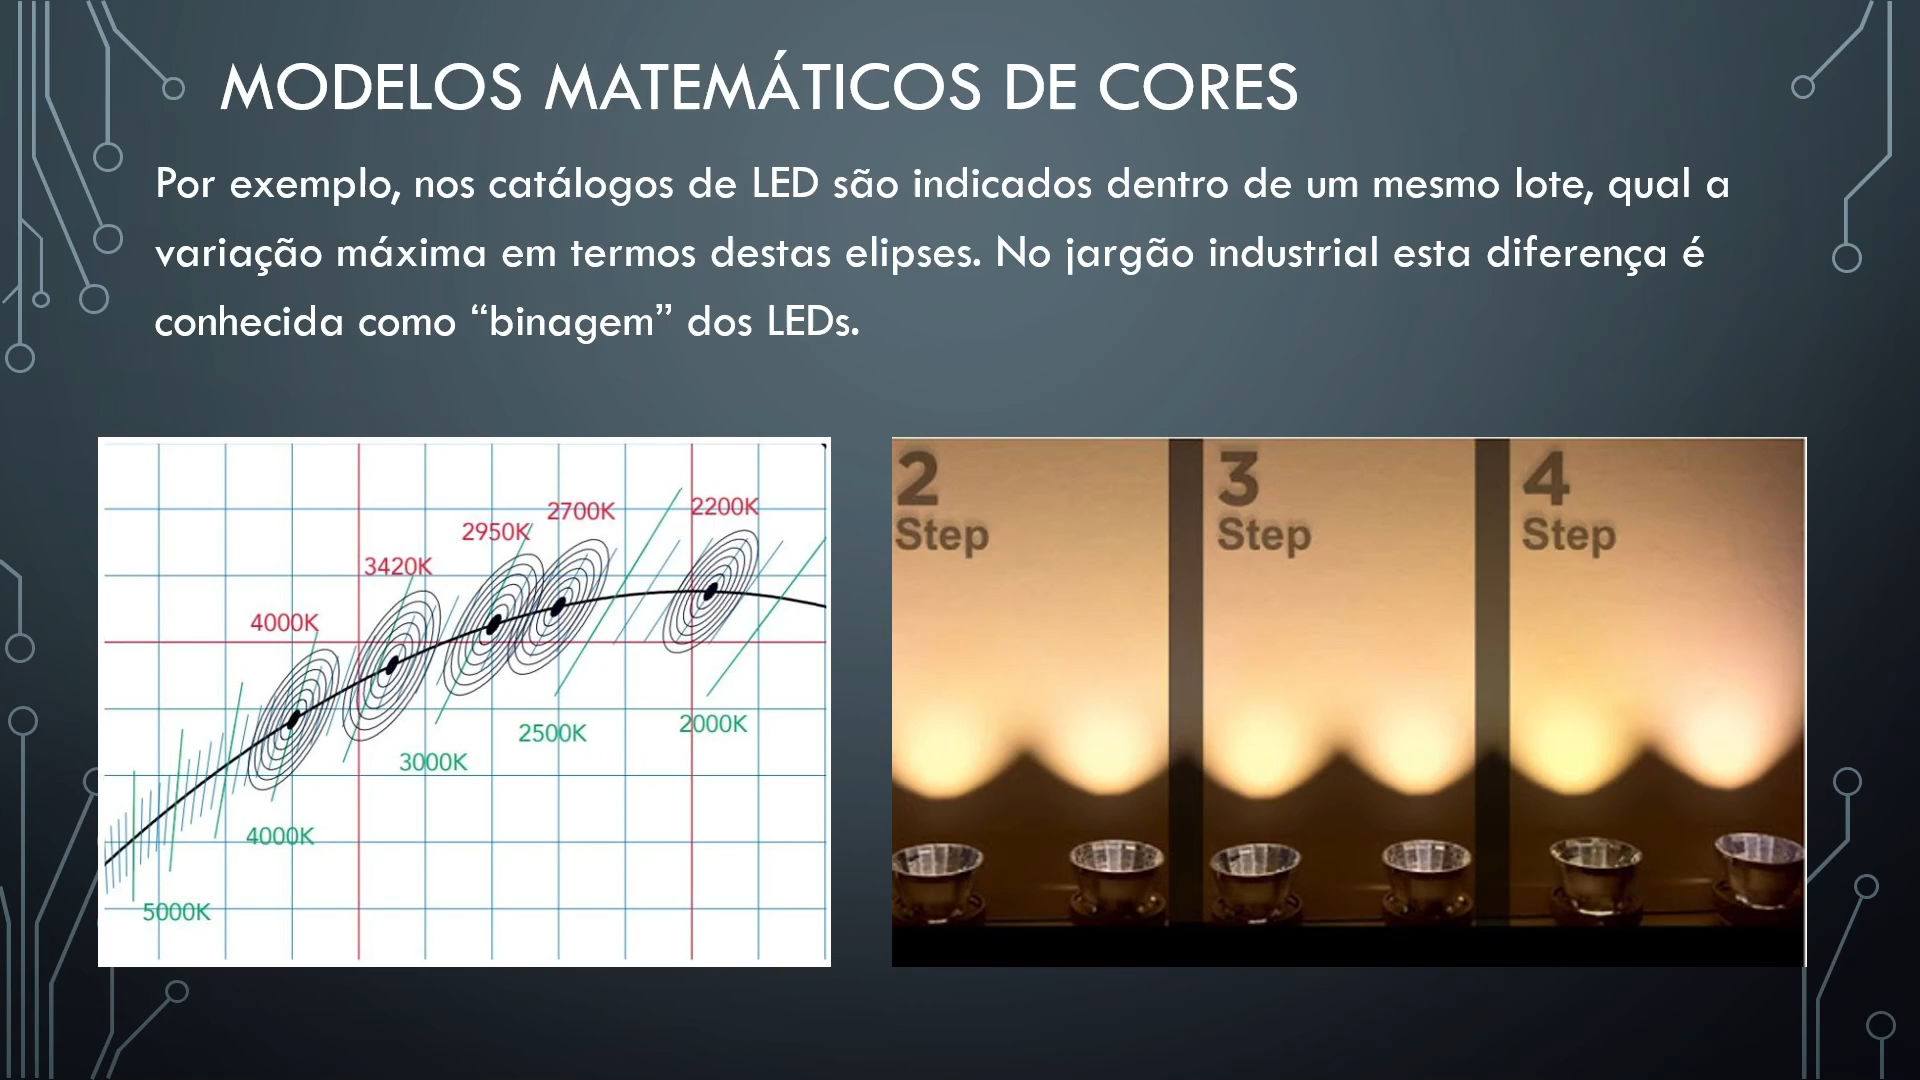 MODELOS MATEMÁTICOS DE CORES
Por exemplo, nos catálogos de LED são indicados dentro de um mesmo lote, qual a
variação máxima em termos destas elipses. No jargão industrial esta diferença é
conhecida como “binagem” dos LEDs.
2200K
2700K
2950K
3420K
4000K
2000K
2500K
3000K
4000K
5000K
2
Step
3
Step
4
Step